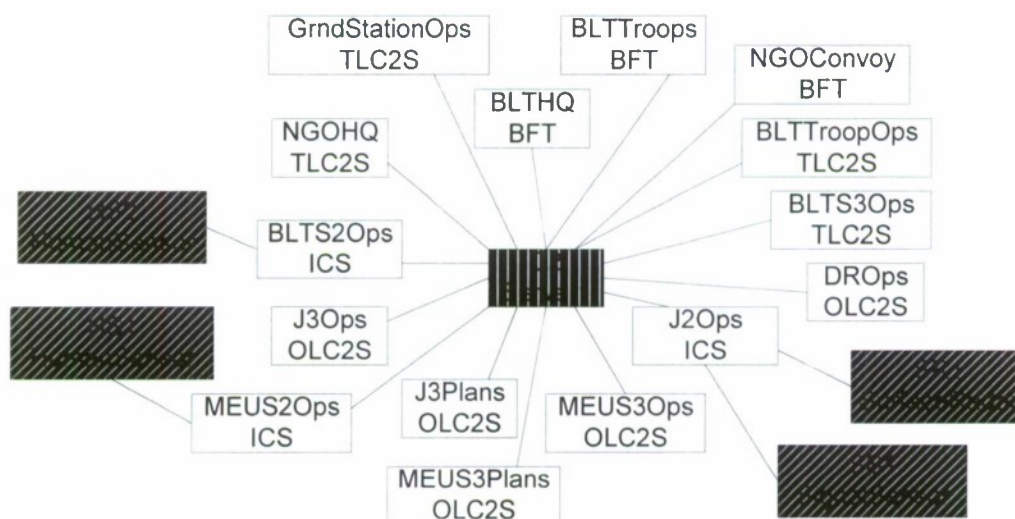 GrndStationOps
TLC2S
BLTTroops
BFT
NGOConvoy
BFT
BLTHQ
BFT
NGOHQ
TLC2S
BLTTroopOps
TLC2S
BLTS2Ops
ICS
BLTS3Ops
TLC2S
DROps
OLC2S
J3Ops
OLC2S
J2Ops
ICS
MEUS2Ops
ICS
J3Plans
OLC2S
MEUS3Ops
OLC2S
MEUS3Plans
OLC2S